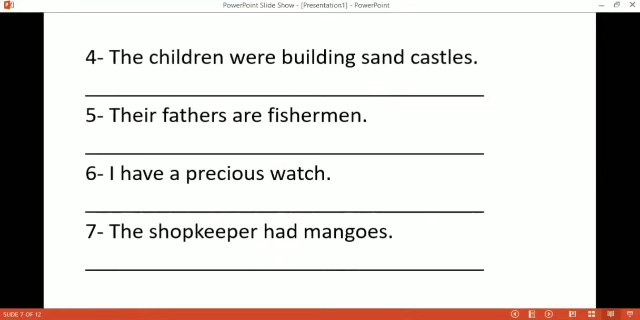 PowerPoint Slide Show - [Presentation1] - PowerPoint
4- The children were building sand castles.
5- Their fathers are fishermen.
6- I have a precious watch.
7- The shopkeeper had mangoes.
SLIDE 7 OF 12